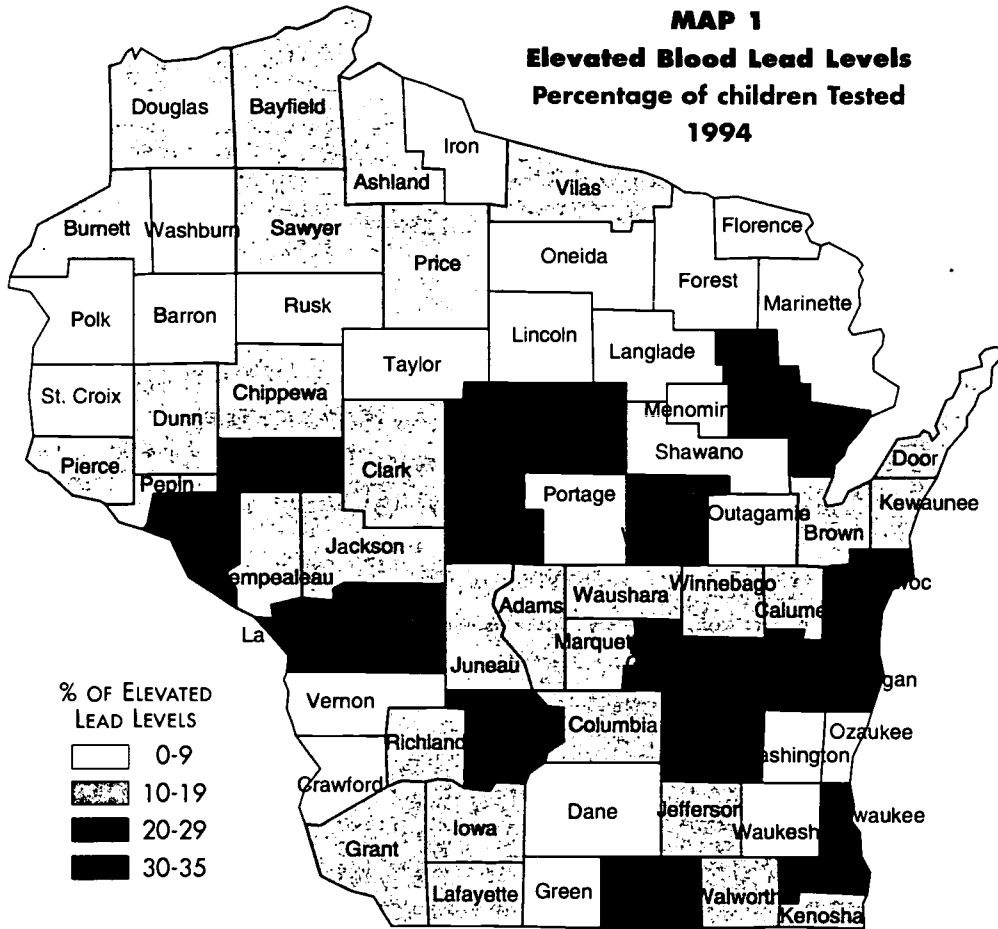 MAP 1
Elevated Blood Lead Levels
Percentage of children Tested
1994
Douglas
Bayfield
Iron
Ashland
Vilas
Burnett
Washburn
Sawyer
Florence
Price
Oneida
Forest
Marinette
Polk
Barron
Rusk
Lincoln
Langlade
Taylor
St. Croix
Chippewa
Dunn
Menomin
Shawano
Pierce
Clark
Door
Pepin
Portage
Outagamie
Kewaunee
Brown
Jackson
empealeau
Waushara
Winnebago
Calume
woc
Adams
La
Marquet
Juneau
gan
Vernon
Columbia
Richland
Ozaukee
ashington
Crawford
Dane
Jefferson
Waukesh
waukee
Iowa
Grant
Lafayette
Green
Walworth
Kenosha
% OF ELEVATED
LEAD LEVELS
0-9
10-19
20-29
30-35